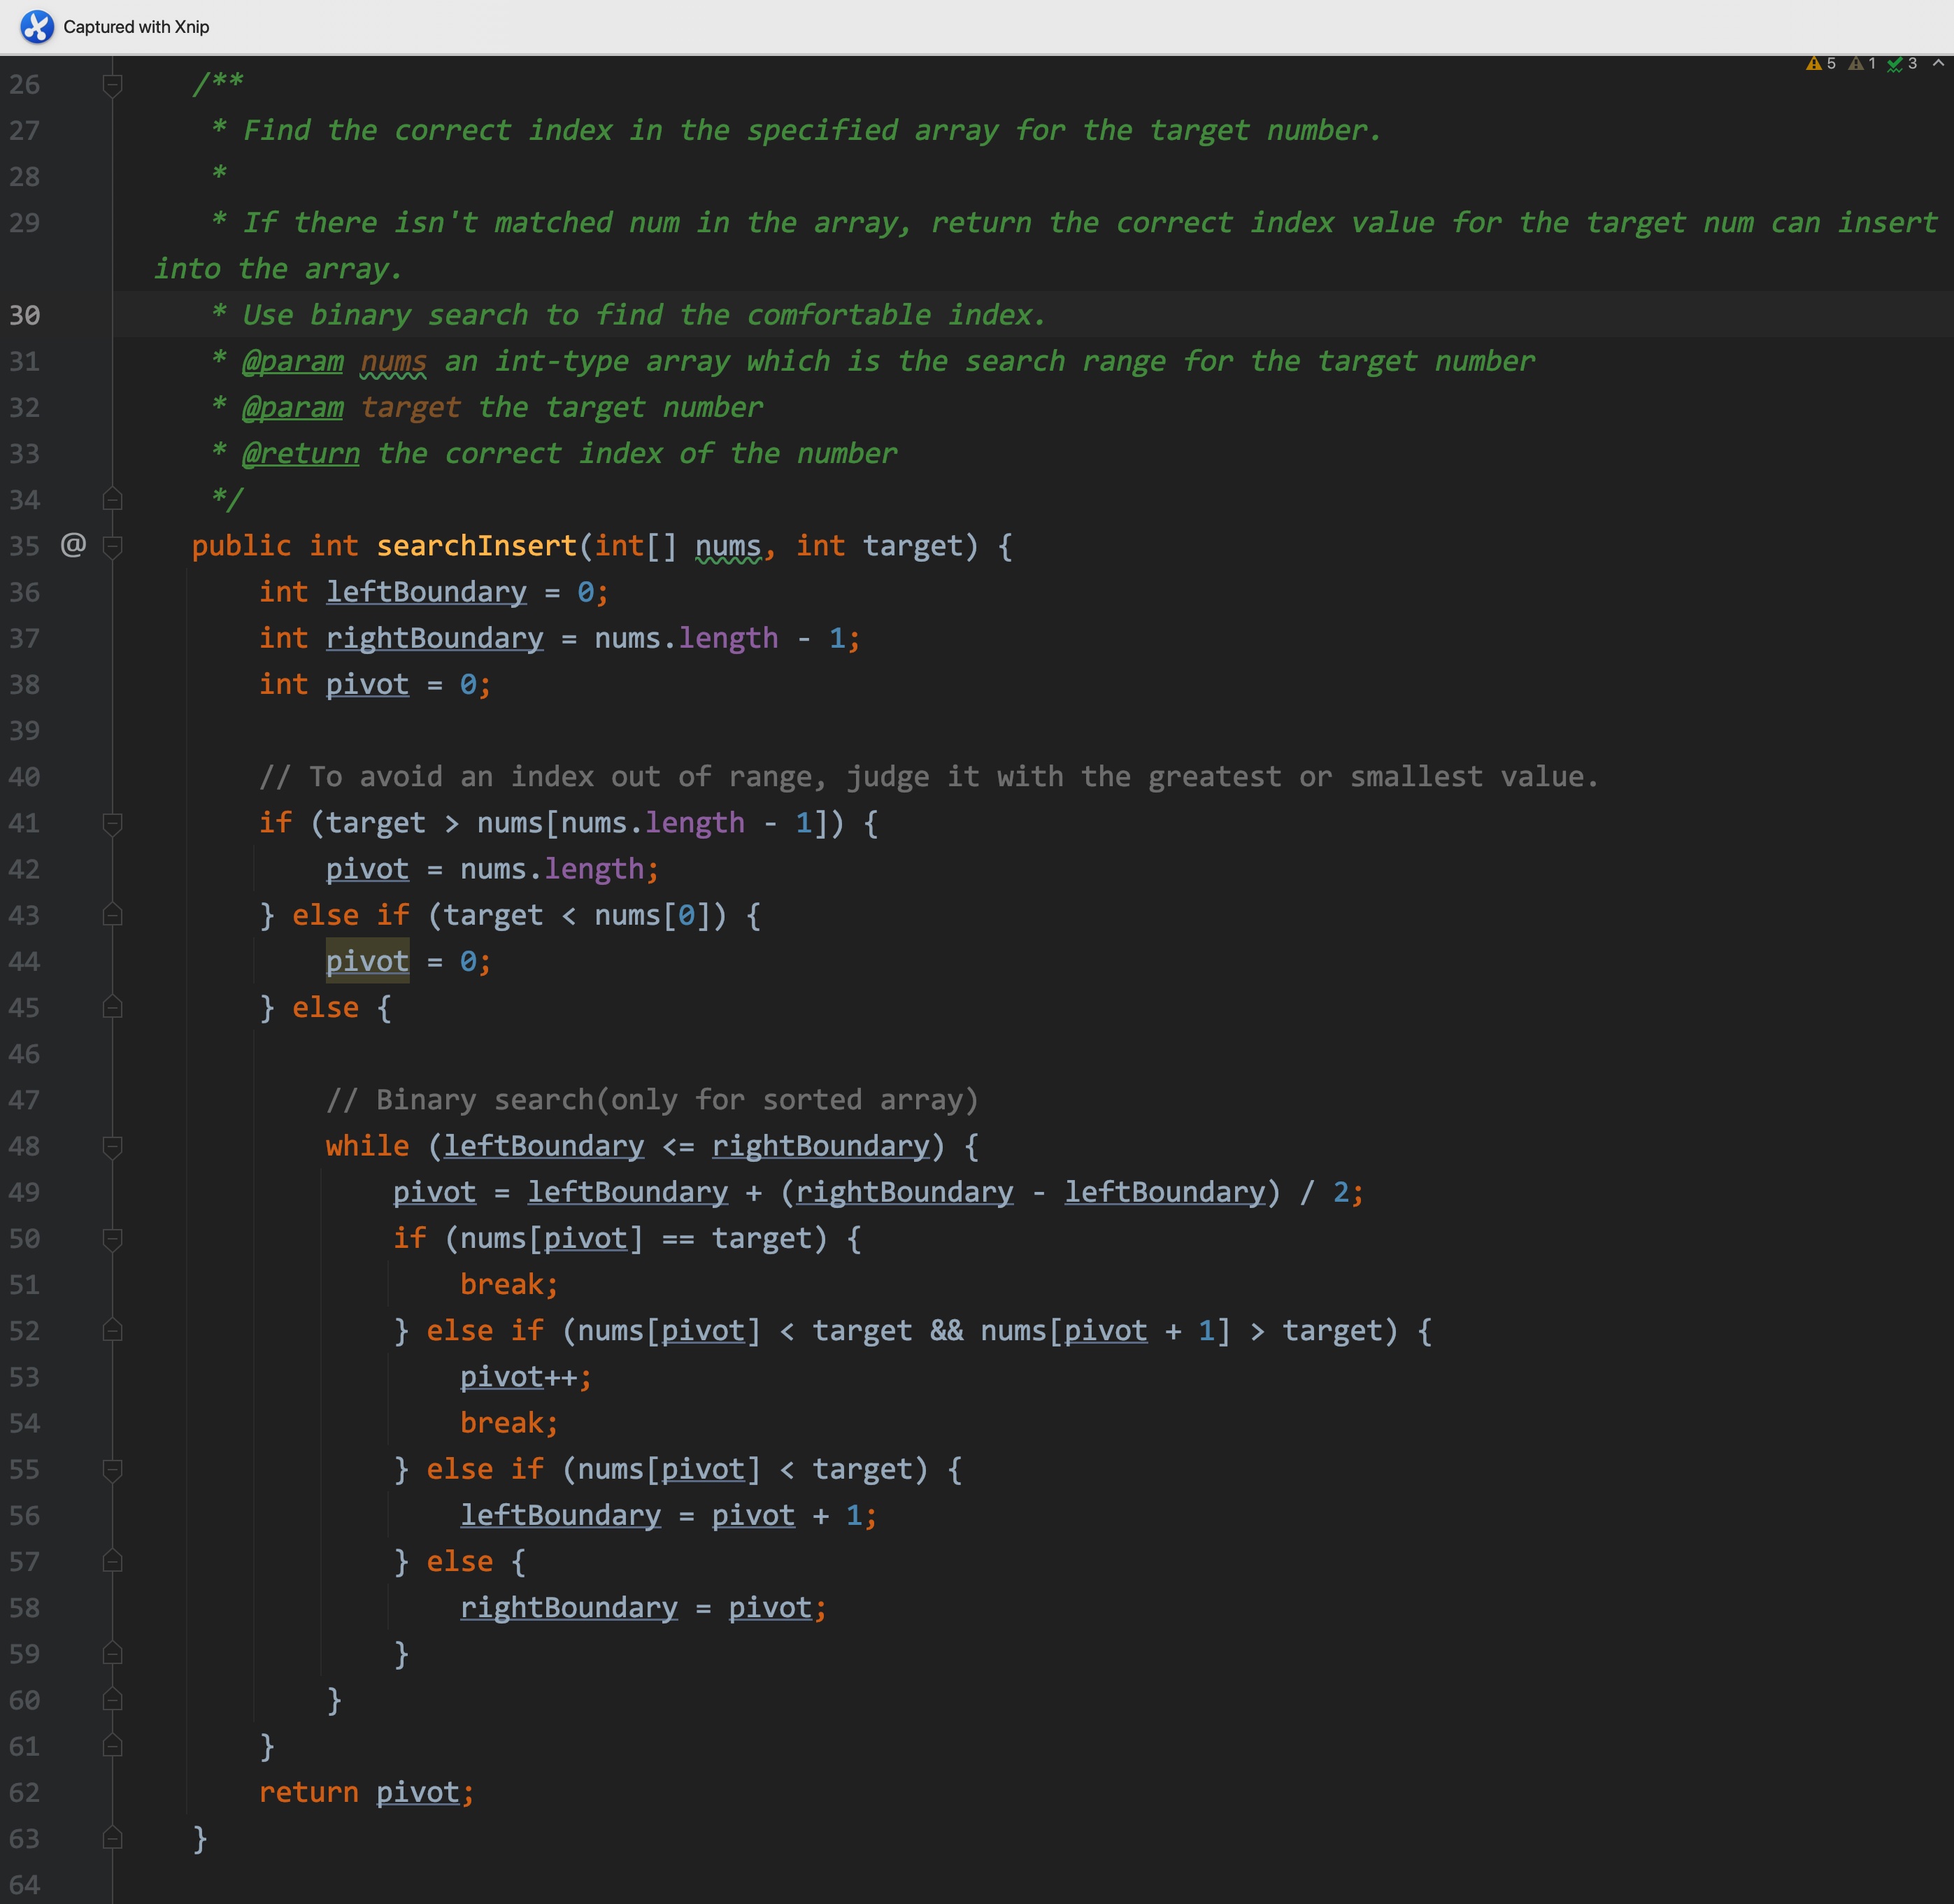 Captured with Xnip
5 1 3
26 /**
27 * Find the correct index in the specified array for the target number.
28 *
29 * If there isn't matched num in the array, return the correct index value for the target num can insert
into the array.
30 * Use binary search to find the comfortable index.
31 * @param nums an int-type array which is the search range for the target number
32 * @param target the target number
33 * @return the correct index of the number
34 */
35 @ public int searchInsert(int[] nums, int target) {
36 int leftBoundary = 0;
37 int rightBoundary = nums.length - 1;
38 int pivot = 0;
39
40 // To avoid an index out of range, judge it with the greatest or smallest value.
41 if (target > nums[nums.length - 1]) {
42 pivot = nums.length;
43 } else if (target < nums[0]) {
44 pivot = 0;
45 } else {
46
47 // Binary search(only for sorted array)
48 while (leftBoundary <= rightBoundary) {
49 pivot = leftBoundary + (rightBoundary - leftBoundary) / 2;
50 if (nums[pivot] == target) {
51 break;
52 } else if (nums[pivot] < target && nums[pivot + 1] > target) {
53 pivot++;
54 break;
55 } else if (nums[pivot] < target) {
56 leftBoundary = pivot + 1;
57 } else {
58 rightBoundary = pivot;
59 }
60 }
61 }
62 return pivot;
63 }
64